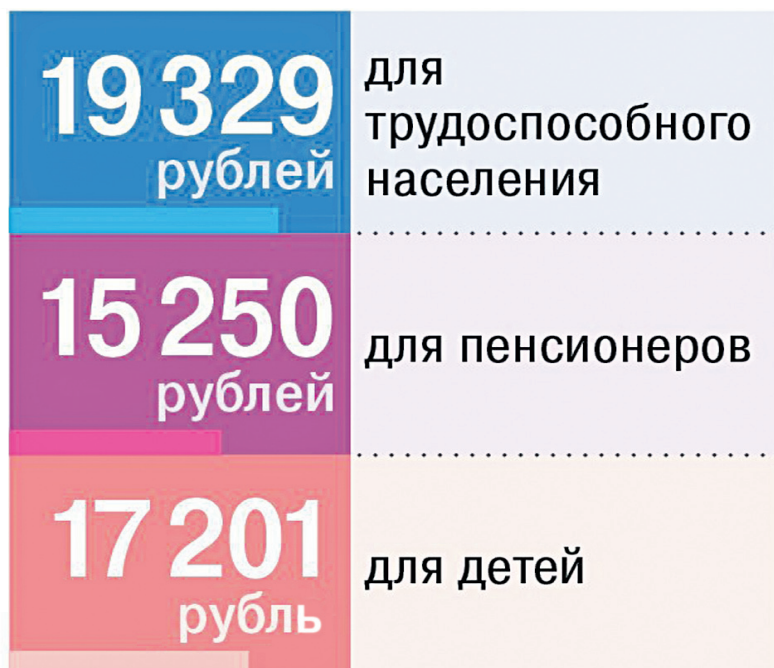 19 329
рублей
для
трудоспособного
населения
15 250
рублей
для пенсионеров
17 201
рубль
для детей